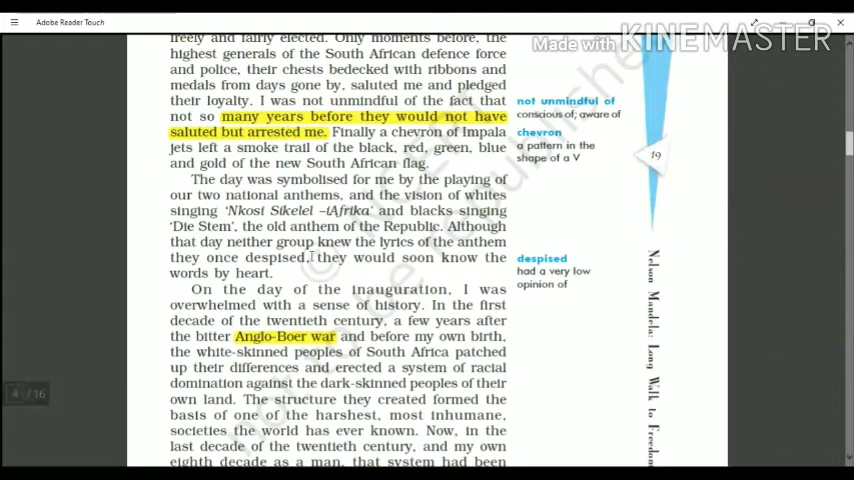 Adobe Reader Touch
Made with KINEMASTER
freely and fairly elected. Only moments before, the
highest generals of the South African defence force
and police, their chests bedecked with ribbons and
medals from days gone by, saluted me and pledged
their loyalty. I was not unmindful of the fact that
not so many years before they would not have
saluted but arrested me. Finally a chevron of Impala
jets left a smoke trail of the black, red, green, blue
and gold of the new South African flag.
The day was symbolised for me by the playing of
our two national anthems, and the vision of whites
singing ‘Nkosi Sikelel –iAfrika’ and blacks singing
‘Die Stem’, the old anthem of the Republic. Although
that day neither group knew the lyrics of the anthem
they once despised, they would soon know the
words by heart.
On the day of the inauguration, I was
overwhelmed with a sense of history. In the first
decade of the twentieth century, a few years after
the bitter Anglo-Boer war and before my own birth,
the white-skinned peoples of South Africa patched
up their differences and erected a system of racial
domination against the dark-skinned peoples of their
own land. The structure they created formed the
basis of one of the harshest, most inhumane,
societies the world has ever known. Now, in the
last decade of the twentieth century, and my own
eighth decade as a man, that system had been
not unmindful of
conscious of; aware of
chevron
a pattern in the
shape of a V
19
despised
had a very low
opinion of
Nelson Mandela: Long Walk to Freedom
4 / 16
not to be republished